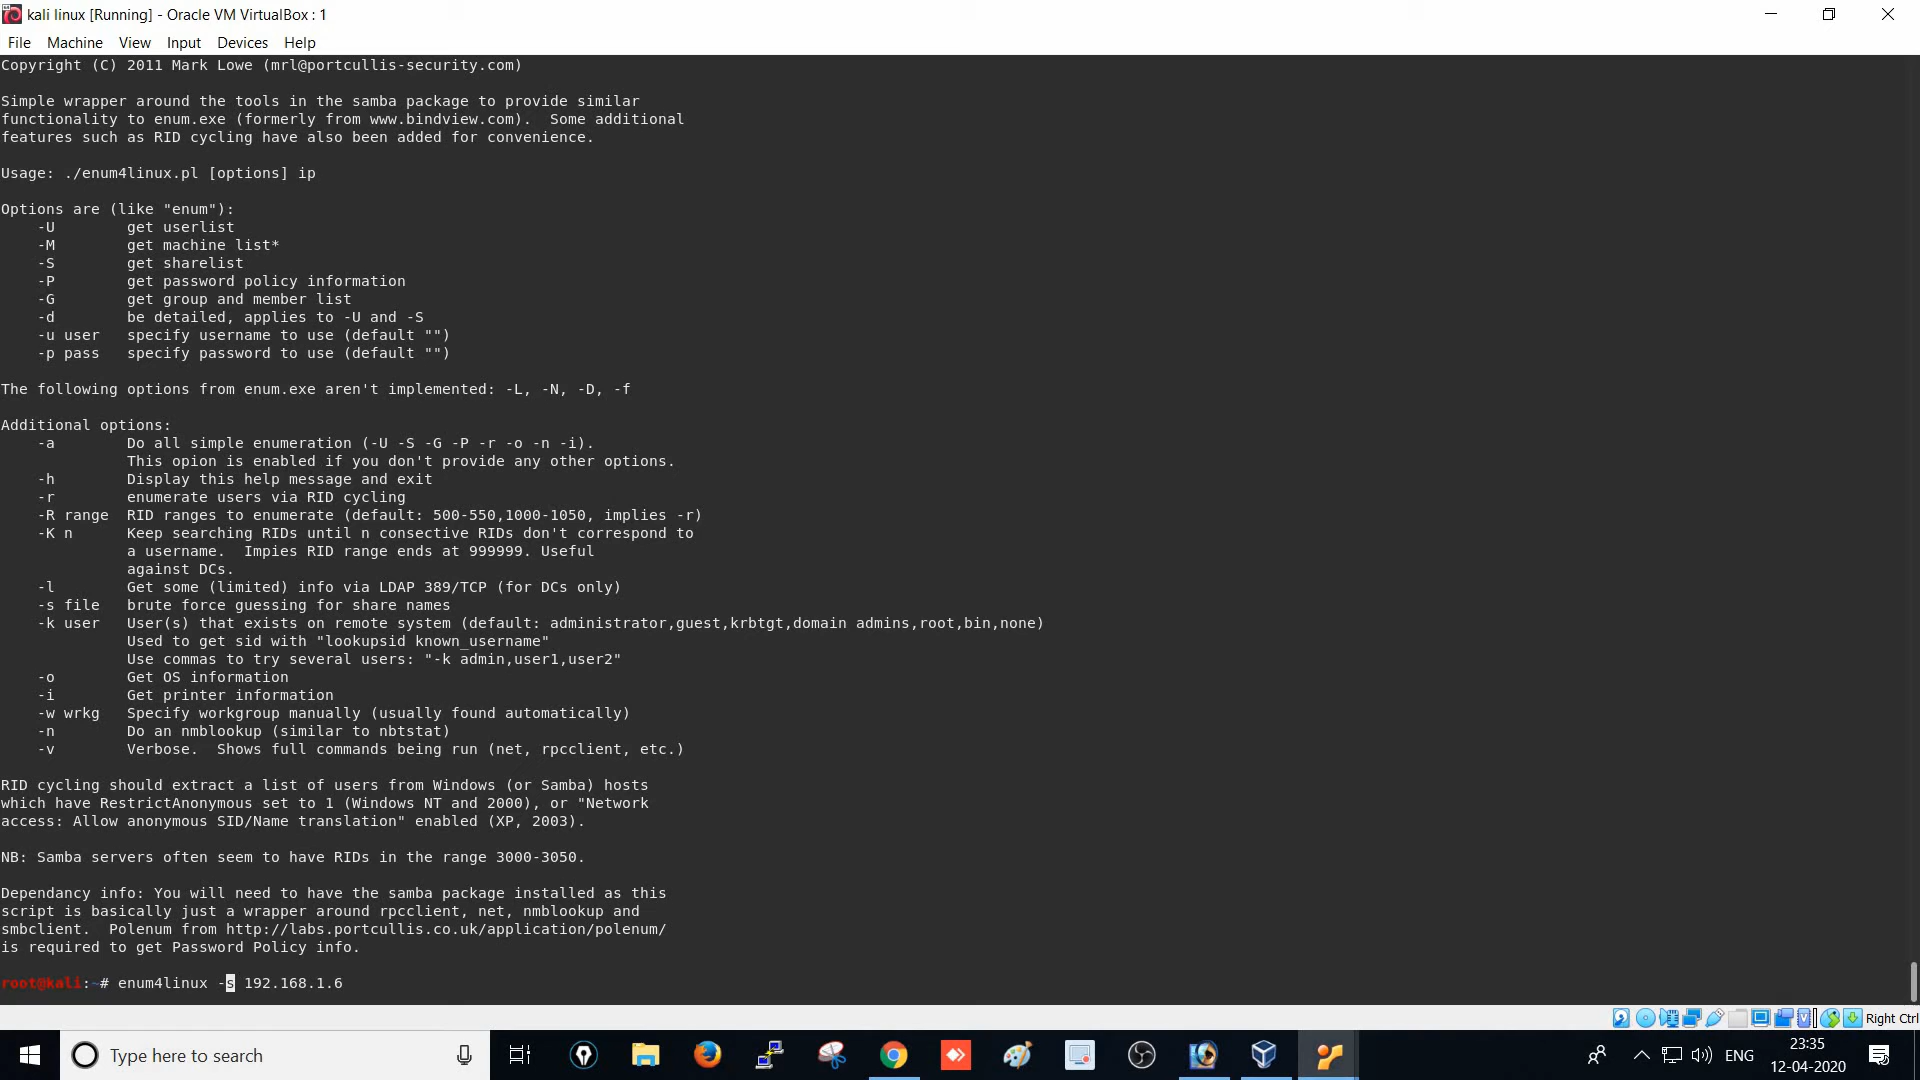 kali linux [Running] - Oracle VM VirtualBox : 1
File Machine View Input Devices Help
Copyright (C) 2011 Mark Lowe (mrl@portcullis-security.com)
Simple wrapper around the tools in the samba package to provide similar
functionality to enum.exe (formerly from www.bindview.com).  Some additional
features such as RID cycling have also been added for convenience.
Usage: ./enum4linux.pl [options] ip
Options are (like "enum"):
    -U        get userlist
    -M        get machine list*
    -S        get sharelist
    -P        get password policy information
    -G        get group and member list
    -d        be detailed, applies to -U and -S
    -u user   specify username to use (default "")
    -p pass   specify password to use (default "")
The following options from enum.exe aren't implemented: -L, -N, -D, -f
Additional options:
    -a        Do all simple enumeration (-U -S -G -P -r -o -n -i).
              This opion is enabled if you don't provide any other options.
    -h        Display this help message and exit
    -r        enumerate users via RID cycling
    -R range  RID ranges to enumerate (default: 500-550,1000-1050, implies -r)
    -K n      Keep searching RIDs until n consective RIDs don't correspond to
              a username.  Impies RID range ends at 999999. Useful
              against DCs.
    -l        Get some (limited) info via LDAP 389/TCP (for DCs only)
    -s file   brute force guessing for share names
    -k user   User(s) that exists on remote system (default: administrator,guest,krbtgt,domain admins,root,bin,none)
              Used to get sid with "lookupsid known_username"
              Use commas to try several users: "-k admin,user1,user2"
    -o        Get OS information
    -i        Get printer information
    -w wrkg   Specify workgroup manually (usually found automatically)
    -n        Do an nmblookup (similar to nbtstat)
    -v        Verbose.  Shows full commands being run (net, rpcclient, etc.)
RID cycling should extract a list of users from Windows (or Samba) hosts
which have RestrictAnonymous set to 1 (Windows NT and 2000), or "Network
access: Allow anonymous SID/Name translation" enabled (XP, 2003).
NB: Samba servers often seem to have RIDs in the range 3000-3050.
Dependancy info: You will need to have the samba package installed as this
script is basically just a wrapper around rpcclient, net, nmblookup and
smbclient.  Polenum from http://labs.portcullis.co.uk/application/polenum/
is required to get Password Policy info.
root@kali:~# enum4linux -s 192.168.1.6
Right Ctrl
Type here to search
ENG
23:35
12-04-2020